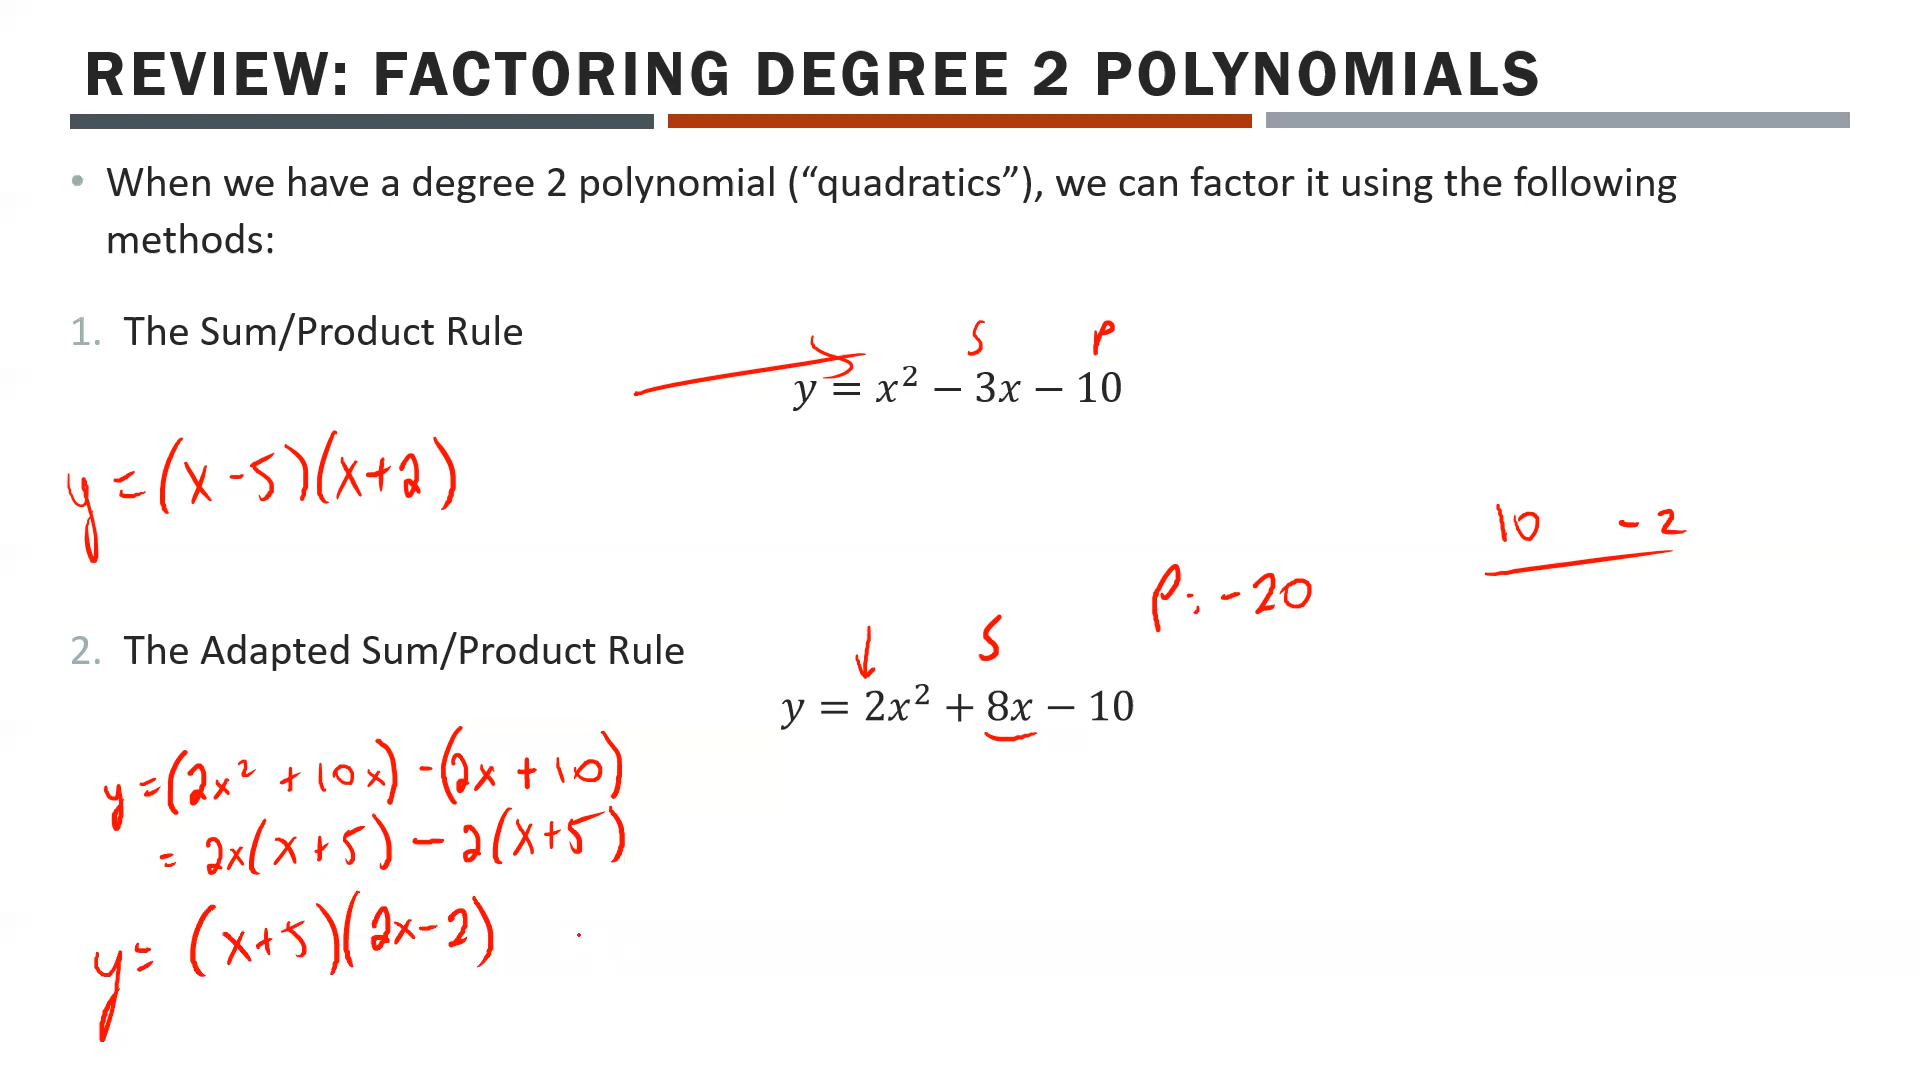 REVIEW: FACTORING DEGREE 2 POLYNOMIALS
• When we have a degree 2 polynomial (“quadratics”), we can factor it using the following
methods:
1. The Sum/Product Rule
S P
y = x² − 3x − 10
y = (x -5)(x+2)
10 -2
P: -20
2. The Adapted Sum/Product Rule
↓ S
y = 2x² + 8x − 10
y = (2x² + 10x) - (2x + 10)
= 2x(x+5) - 2(x+5)
y = (x+5)(2x-2)